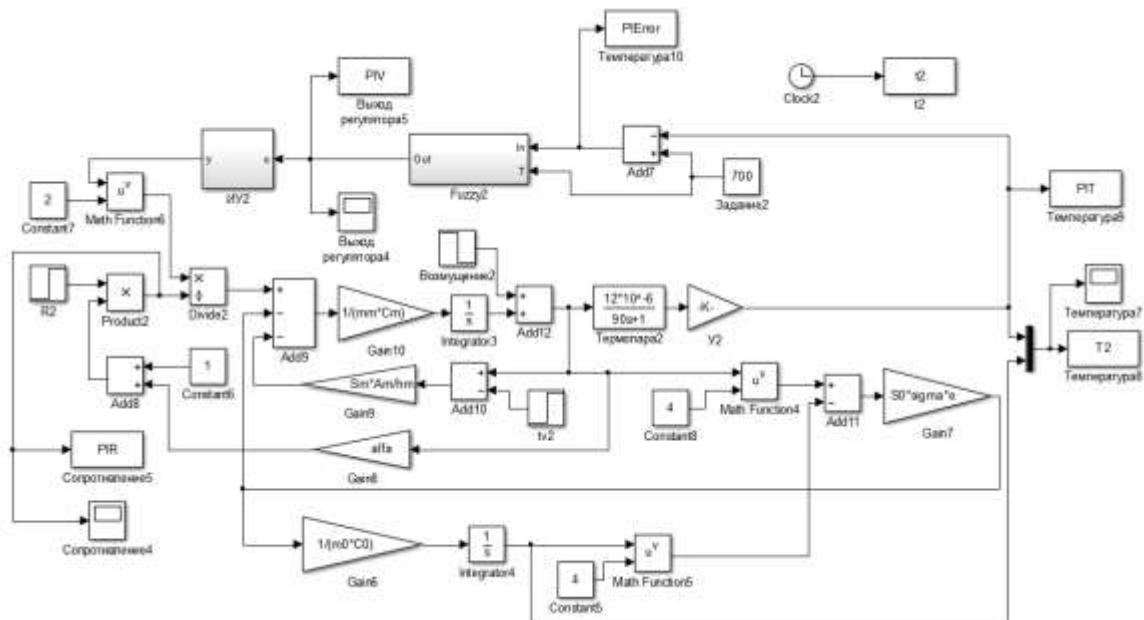 PIError
Температура10
PIV
Выход
регулятора5
Clock2
t2
t2
y
ИУ2
Out
In
T
Fuzzy2
Add7
700
Задание2
PIT
Температура9
2
Constant7
u^v
Math Function6
Выход
регулятора4
Возмущение2
R2
×
Product2
×
÷
Divide2
+
−
−
Add9
1/(mm*Cm)
Gain10
1
s
Integrator3
+
+
Add12
12*10^-6
90s+1
Термопара2
-K-
У2
Температура7
T2
Температура8
+
+
Add8
1
Constant6
Sm*Am/hm
Gain9
+
−
Add10
tv2
4
Constant8
u^v
Math Function4
+
−
Add11
S0*sigma*e
Gain7
alfa
Gain8
PIR
Сопротивление5
Сопротивление4
1/(m0*C0)
Gain6
1
s
Integrator4
4
Constant5
u^v
Math Function5